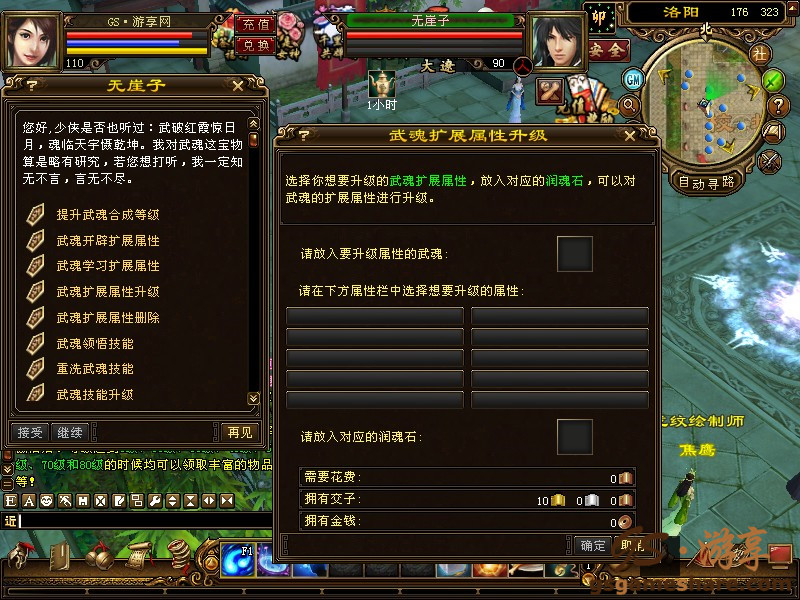 GS·游享网
110
充值
兑换
无崖子
大遼
90
1小时
卯
安全
洛阳 176 323
北
社
GM
自动寻路
无崖子
您好,少侠是否也听过：武破红霞惊日
月，魂临天宇慑乾坤。我对武魂这宝物
算是略有研究，若您想打听，我一定知
无不言，言无不尽。
提升武魂合成等级
武魂开辟扩展属性
武魂学习扩展属性
武魂扩展属性升级
武魂扩展属性删除
武魂领悟技能
重洗武魂技能
武魂技能升级
接受
继续
再见
武魂扩展属性升级
选择你想要升级的武魂扩展属性，放入对应的润魂石，可以对
武魂的扩展属性进行升级。
请放入要升级属性的武魂:
请在下方属性栏中选择想要升级的属性:
请放入对应的润魂石:
需要花费: 0
拥有交子: 10 0 0
拥有金钱: 0
确定
取消
级、70级和80级的时候均可以领取丰富的物品
等!
近
F1
纹绘制师
焦鹰
游享